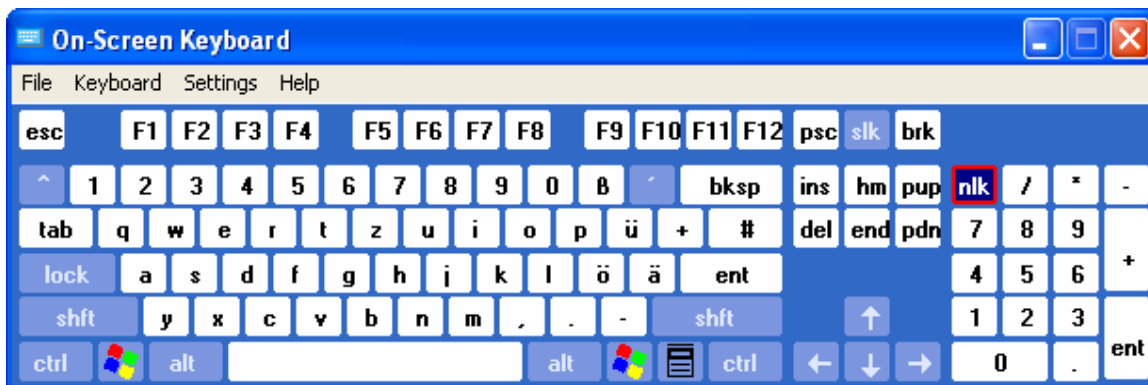 On-Screen Keyboard
File Keyboard Settings Help
esc F1 F2 F3 F4 F5 F6 F7 F8 F9 F10 F11 F12 psc slk brk
^ 1 2 3 4 5 6 7 8 9 0 ß ´ bksp ins hm pup nlk / * -
tab q w e r t z u i o p ü + # del end pdn 7 8 9 +
lock a s d f g h j k l ö ä ent 4 5 6
shft y x c v b n m , . - shft ↑ 1 2 3 ent
ctrl alt alt ctrl ← ↓ → 0 .